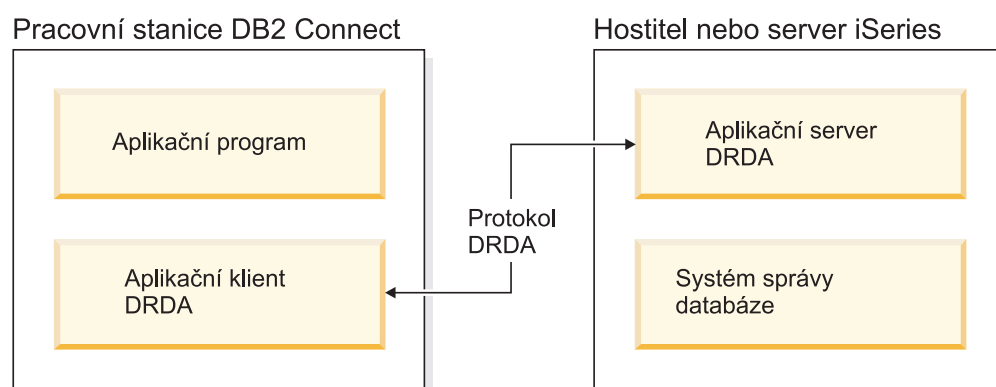 Pracovní stanice DB2 Connect
Aplikační program
Aplikační klient
DRDA
Protokol
DRDA
Hostitel nebo server iSeries
Aplikační server
DRDA
Systém správy
databáze